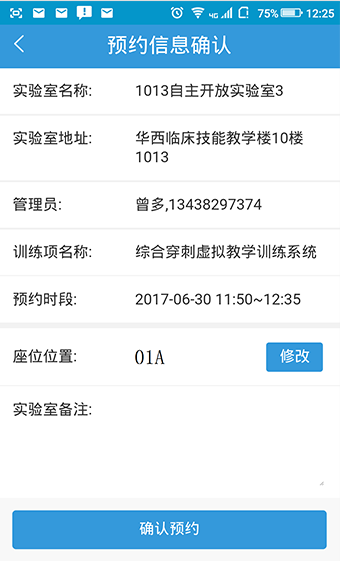 4G 75% 12:25
预约信息确认
实验室名称: 1013自主开放实验室3
实验室地址: 华西临床技能教学楼10楼
1013
管理员: 曾多,13438297374
训练项名称: 综合穿刺虚拟教学训练系统
预约时段: 2017-06-30 11:50~12:35
座位位置: 01A 修改
实验室备注:
确认预约